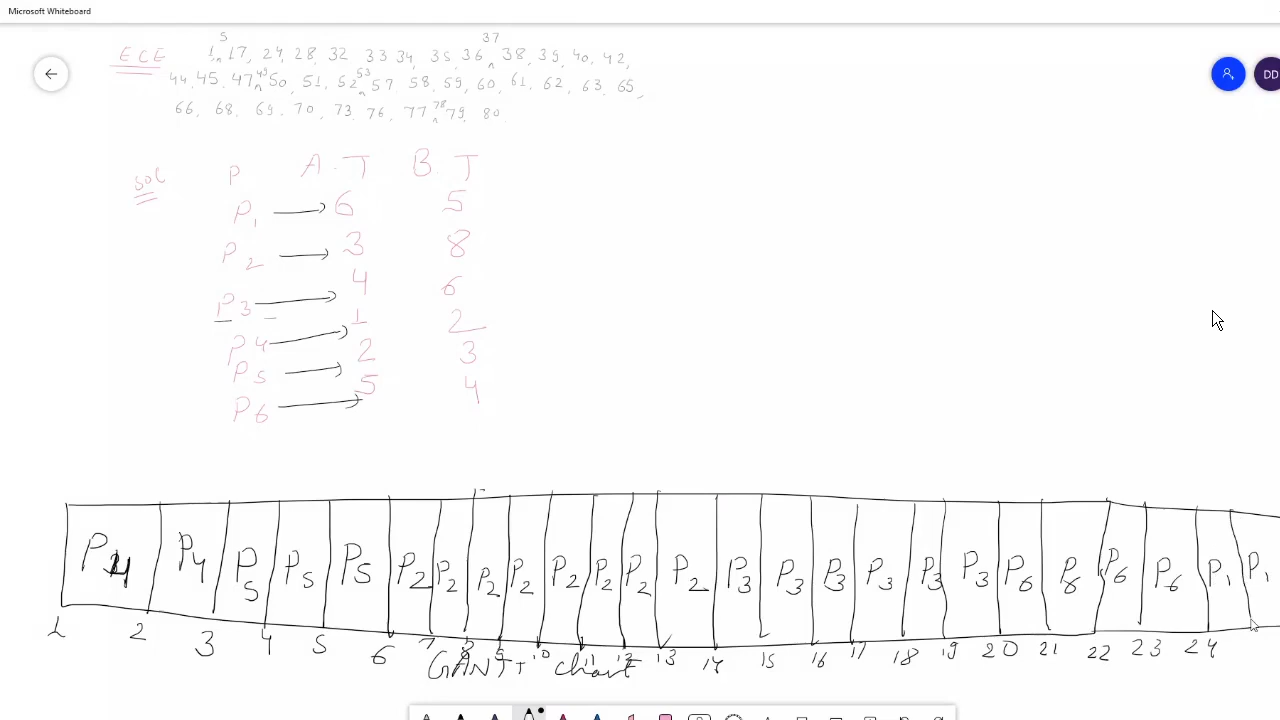 Microsoft Whiteboard
5 37
ECE 1, 17, 24, 28, 32 33 34, 35, 36, 38, 39, 40, 42,
49 53
44, 45, 47, 50, 51, 52, 57, 58, 59, 60, 61, 62, 63, 65,
78
66, 68, 69, 70, 73, 76, 77, 79, 80
DD
Sol P A.T B.T
P1 6 5
P2 3 8
P3 4 6
P4 1 2
P5 2 3
P6 5 4
P4 P4 P5 P5 P5 P2 P2 P2 P2 P2 P2 P2 P2 P3 P3 P3 P3 P3 P3 P6 P6 P6 P6 P1 P1
1 2 3 4 5 6 7 8 9 10 11 12 13 14 15 16 17 18 19 20 21 22 23 24
GANTT chart